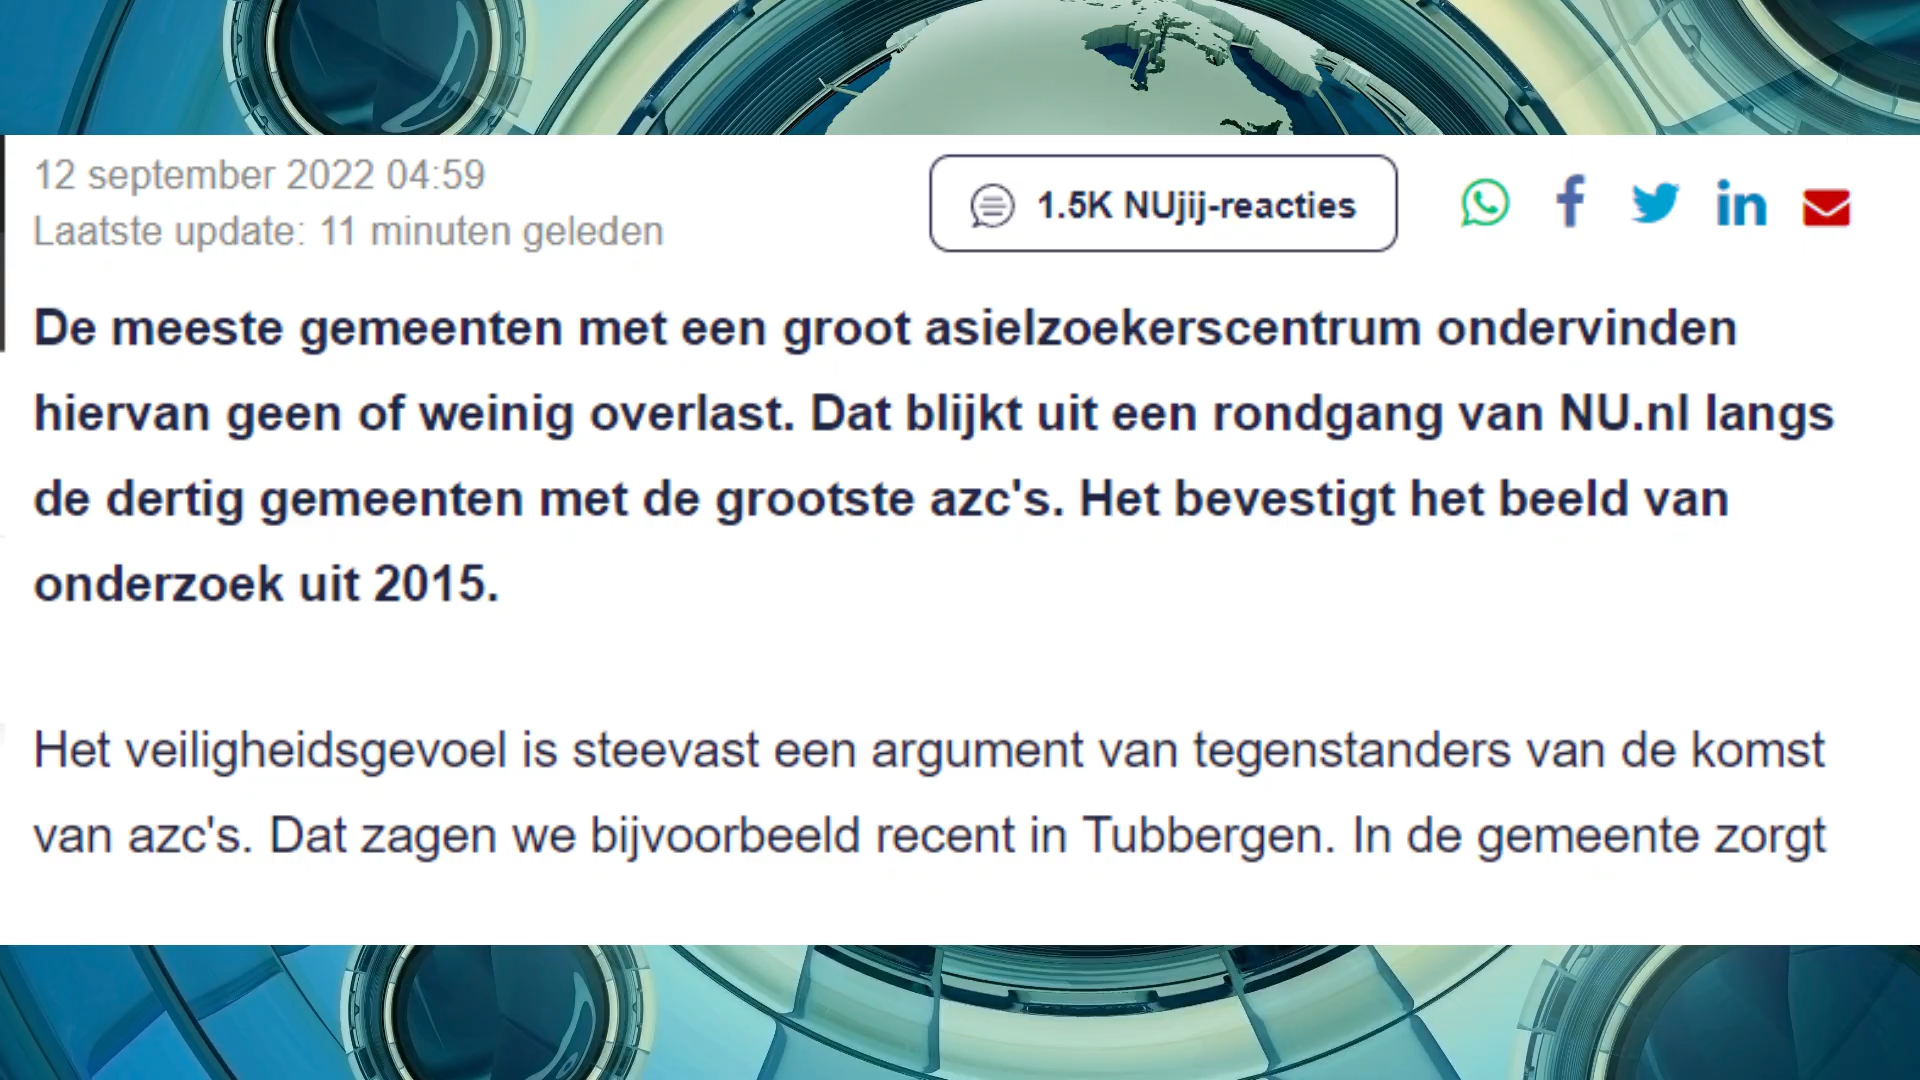 12 september 2022 04:59
Laatste update: 11 minuten geleden
1.5K NUjij-reacties
De meeste gemeenten met een groot asielzoekerscentrum ondervinden
hiervan geen of weinig overlast. Dat blijkt uit een rondgang van NU.nl langs
de dertig gemeenten met de grootste azc's. Het bevestigt het beeld van
onderzoek uit 2015.
Het veiligheidsgevoel is steevast een argument van tegenstanders van de komst
van azc's. Dat zagen we bijvoorbeeld recent in Tubbergen. In de gemeente zorgt